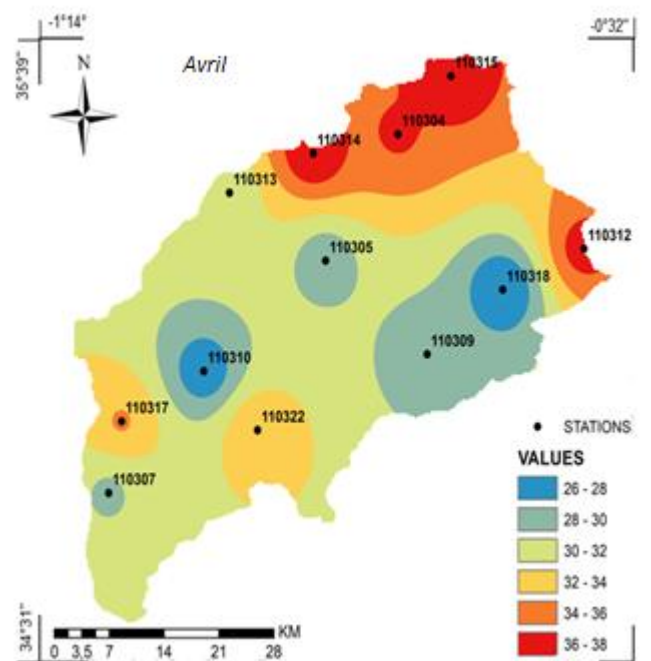 -1°14"
-0°32"
35°39"
N
Avril
110315
110304
110314
110313
110312
110305
110318
110310
110309
110317
110322
110307
STATIONS
VALUES
26 - 28
28 - 30
30 - 32
32 - 34
34 - 36
36 - 38
34°31"
KM
0 3,5 7 14 21 28